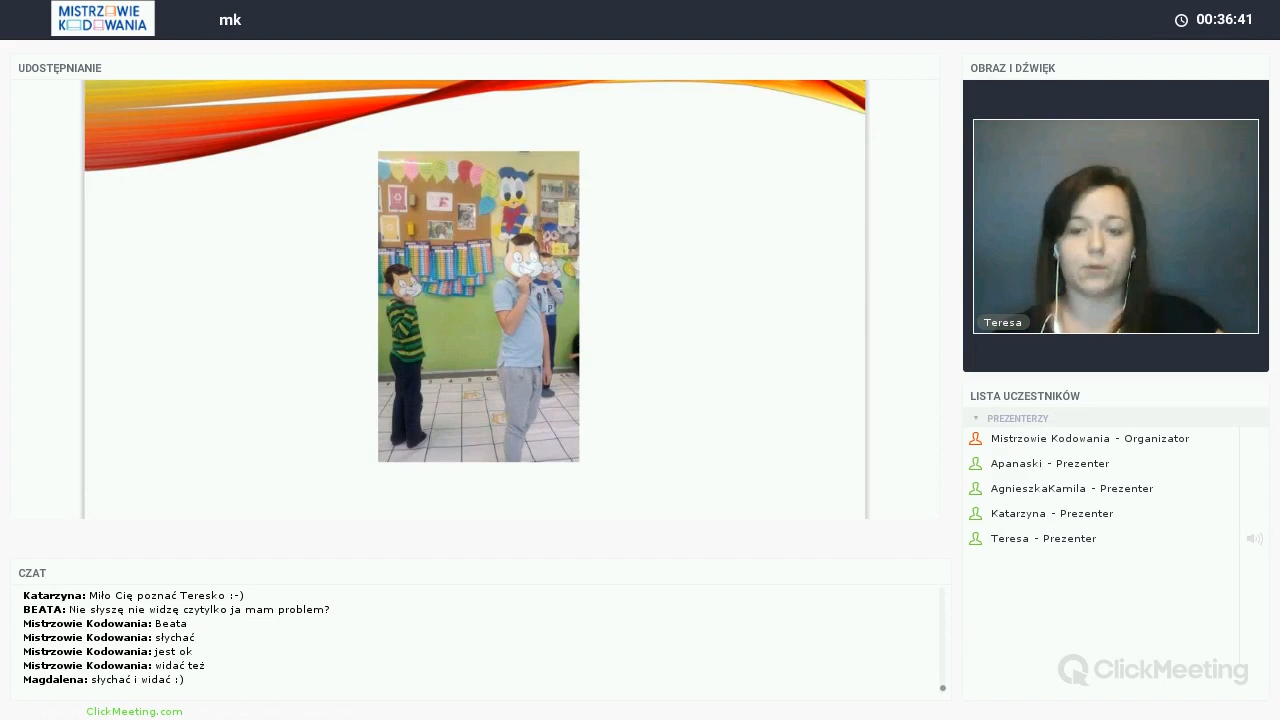 MISTRZOWIE
KODOWANIA
mk
00:36:41
UDOSTĘPNIANIE
OBRAZ I DŹWIĘK
Teresa
LISTA UCZESTNIKÓW
PREZENTERZY
Mistrzowie Kodowania - Organizator
Apanaski - Prezenter
AgnieszkaKamila - Prezenter
Katarzyna - Prezenter
Teresa - Prezenter
CZAT
Katarzyna: Miło Cię poznać Teresko :-)
BEATA: Nie słyszę nie widzę czytylko ja mam problem?
Mistrzowie Kodowania: Beata
Mistrzowie Kodowania: słychać
Mistrzowie Kodowania: jest ok
Mistrzowie Kodowania: widać też
Magdalena: słychać i widać :)
ClickMeeting
ClickMeeting.com